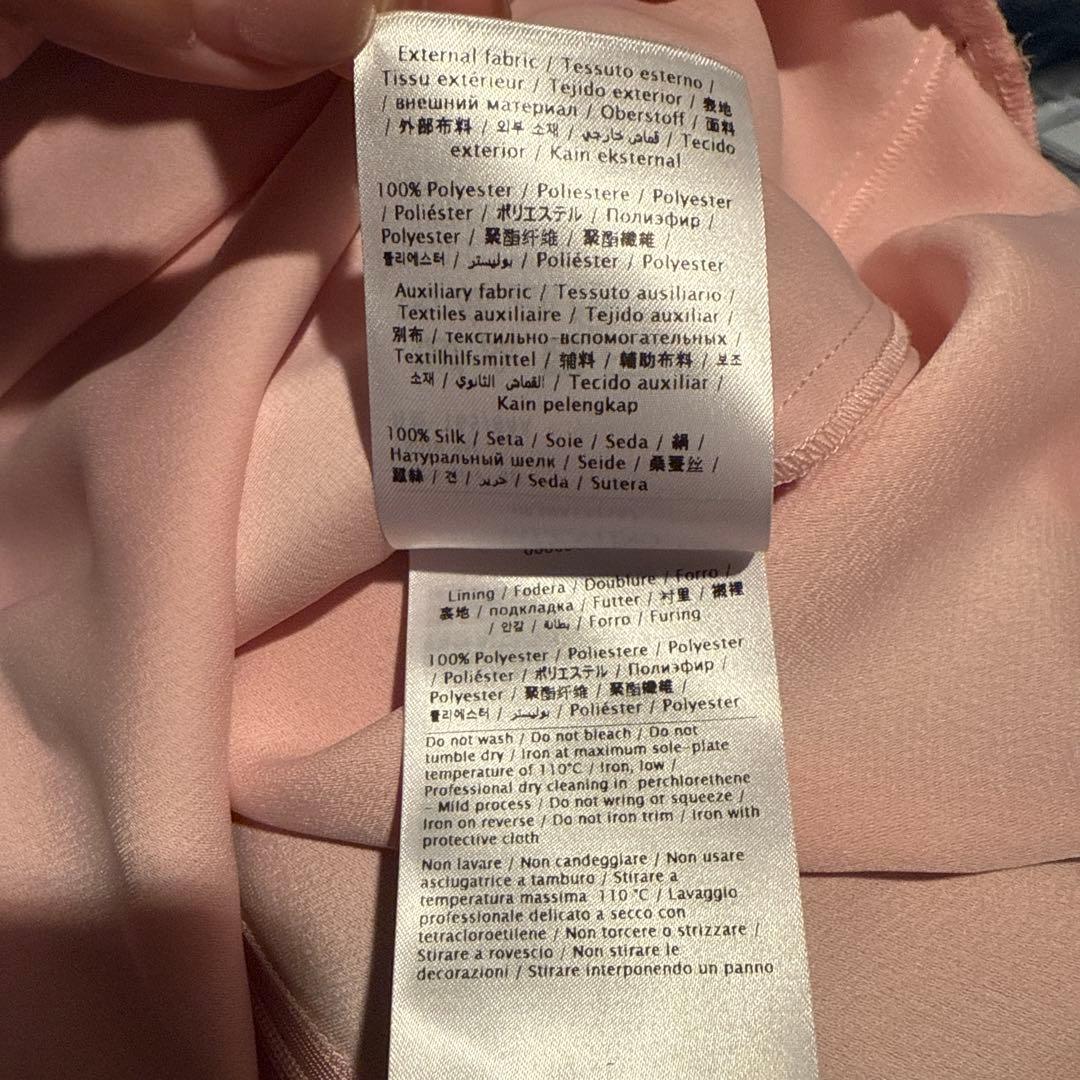 External fabric / Tessuto esterno /
Tissu extérieur / Tejido exterior / 表地
/ внешний материал / Oberstoff / 面料
/ 外部布料 / 외부 소재 / قماش خارجي / Tecido
exterior / Kain eksternal
100% Polyester / Poliestere / Polyester
/ Poliéster / ポリエステル / Полиэфир /
Polyester / 聚酯纤维 / 聚酯纖維 /
폴리에스터 / بوليستر / Poliéster / Polyester
Auxiliary fabric / Tessuto ausiliario /
Textiles auxiliaire / Tejido auxiliar /
別布 / текстильно-вспомогательных /
Textilhilfsmittel / 辅料 / 輔助布料 / 보조
소재 / القماش الثانوي / Tecido auxiliar /
Kain pelengkap
100% Silk / Seta / Soie / Seda / 絹 /
Натуральный шелк / Seide / 桑蚕丝 /
蠶絲 / 견 / حرير / Seda / Sutera
Lining / Fodera / Doublure / Forro /
裏地 / подкладка / Futter / 衬里 / 襯裡
/ 안감 / بطانة / Forro / Furing
100% Polyester / Poliestere / Polyester
/ Poliéster / ポリエステル / Полиэфир /
Polyester / 聚酯纤维 / 聚酯纖維 /
폴리에스터 / بوليستر / Poliéster / Polyester
Do not wash / Do not bleach / Do not
tumble dry / Iron at maximum sole-plate
temperature of 110°C / Iron, low /
Professional dry cleaning in perchlorethene
- Mild process / Do not wring or squeeze /
Iron on reverse / Do not iron trim / Iron with
protective cloth
Non lavare / Non candeggiare / Non usare
asciugatrice a tamburo / Stirare a
temperatura massima 110 °C / Lavaggio
professionale delicato a secco con
tetracloroetilene / Non torcere o strizzare /
Stirare a rovescio / Non stirare le
decorazioni / Stirare interponendo un panno